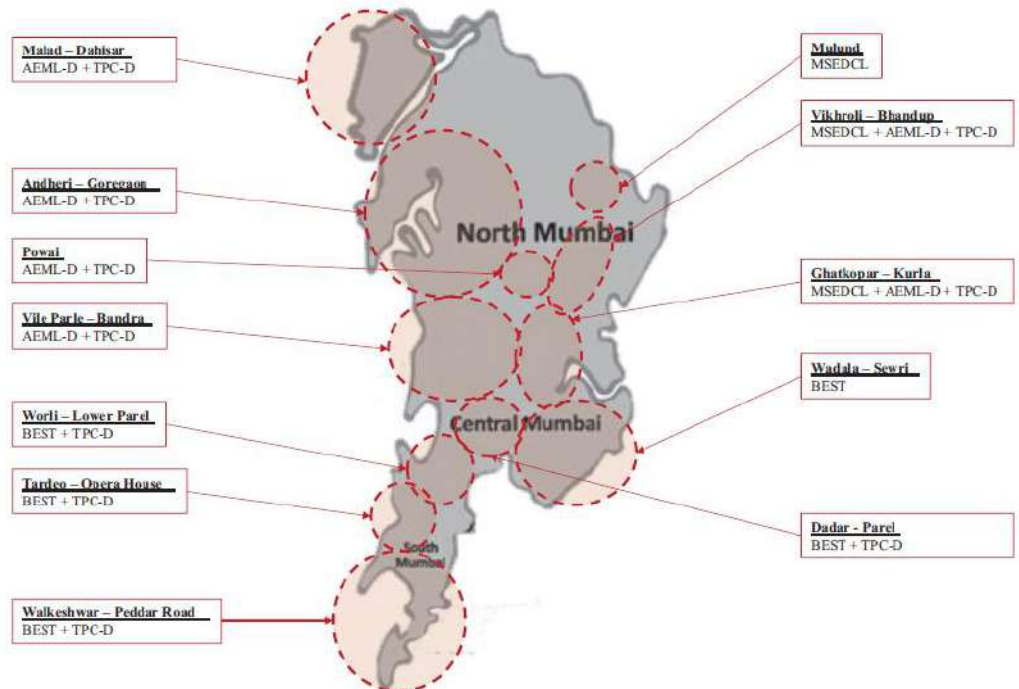 Malad – Dahisar
AEML-D + TPC-D
Andheri – Goregaon
AEML-D + TPC-D
Powai
AEML-D + TPC-D
Vile Parle – Bandra
AEML-D + TPC-D
Worli – Lower Parel
BEST + TPC-D
Tardeo – Opera House
BEST + TPC-D
Walkeshwar – Peddar Road
BEST + TPC-D
North Mumbai
Central Mumbai
South
Mumbai
Mulund
MSEDCL
Vikhroli – Bhandup
MSEDCL + AEML-D + TPC-D
Ghatkopar – Kurla
MSEDCL + AEML-D + TPC-D
Wadala – Sewri
BEST
Dadar - Parel
BEST + TPC-D